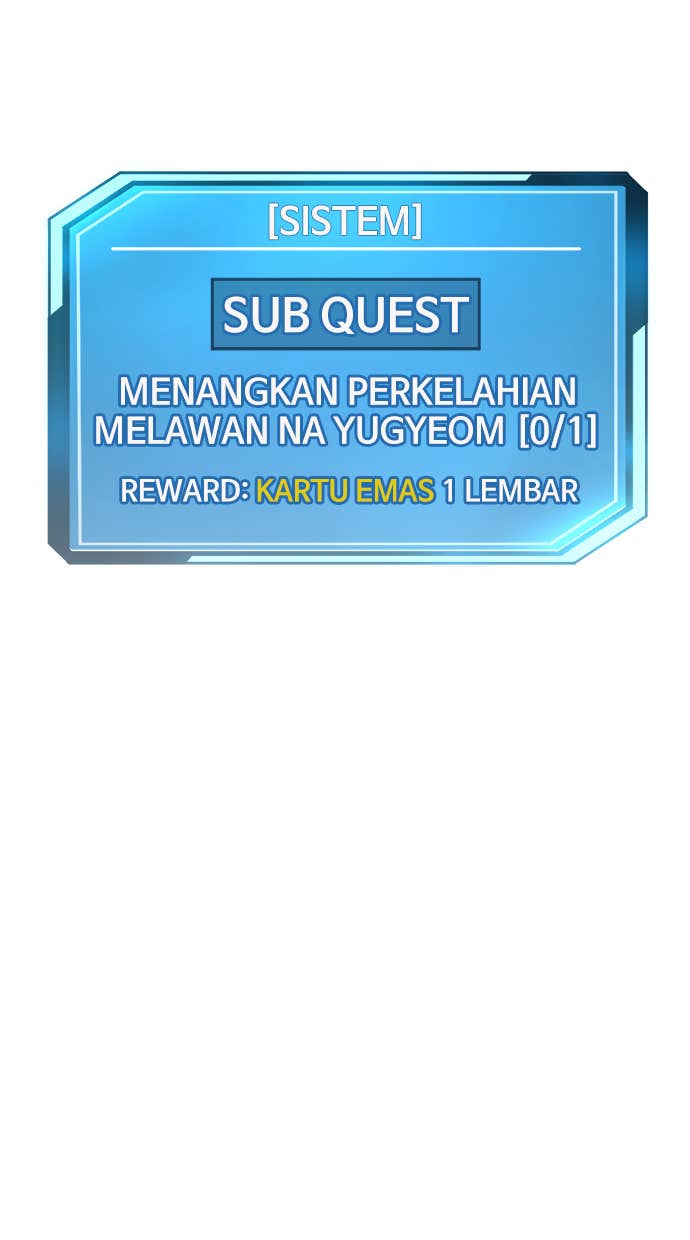 [SISTEM]
SUB QUEST
MENANGKAN PERKELAHIAN
MELAWAN NA YUGYEOM [0/1]
REWARD: KARTU EMAS 1 LEMBAR